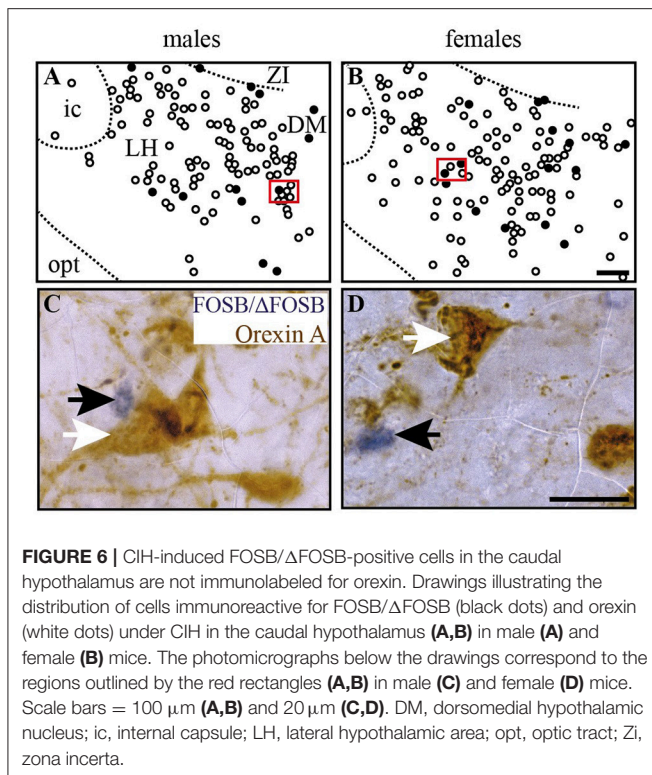 males females
A ZI B
ic DM
LH
opt
C FOSB/ΔFOSB D
Orexin A
FIGURE 6 | CIH-induced FOSB/ΔFOSB-positive cells in the caudal
hypothalamus are not immunolabeled for orexin. Drawings illustrating the
distribution of cells immunoreactive for FOSB/ΔFOSB (black dots) and orexin
(white dots) under CIH in the caudal hypothalamus (A,B) in male (A) and
female (B) mice. The photomicrographs below the drawings correspond to the
regions outlined by the red rectangles (A,B) in male (C) and female (D) mice.
Scale bars = 100 μm (A,B) and 20 μm (C,D). DM, dorsomedial hypothalamic
nucleus; ic, internal capsule; LH, lateral hypothalamic area; opt, optic tract; Zi,
zona incerta.